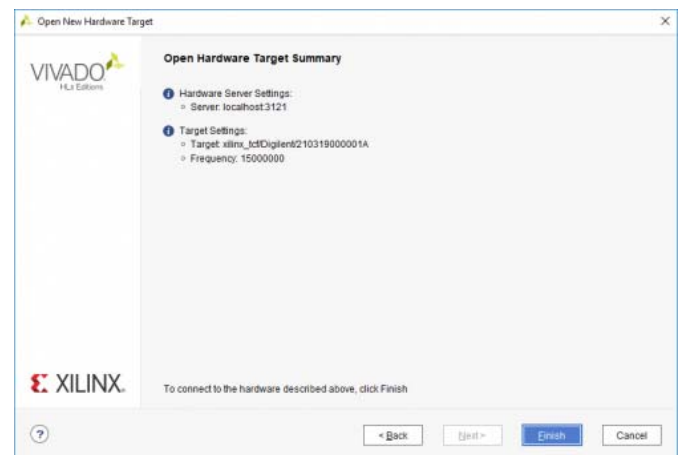 Open New Hardware Target
VIVADO
HLx Editions
Open Hardware Target Summary
Hardware Server Settings:
Server: localhost:3121
Target Settings:
Target: xilinx_tcf/Digilent/210319000001A
Frequency: 15000000
XILINX
To connect to the hardware described above, click Finish
? < Back Next > Finish Cancel